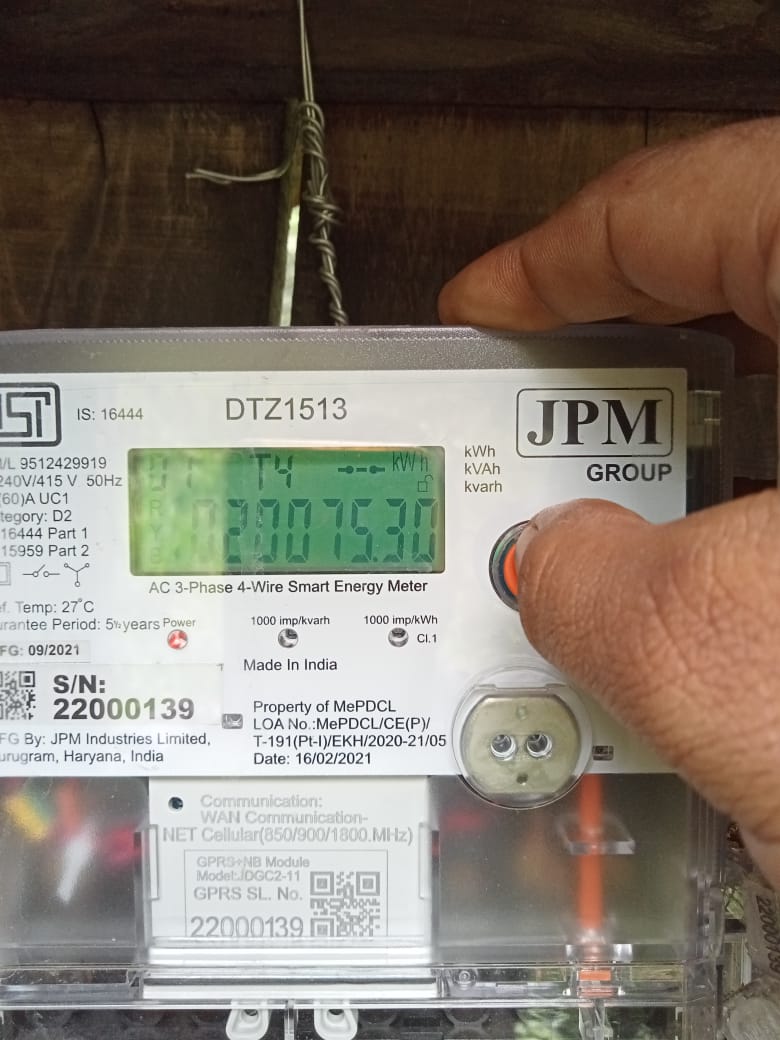 IS: 16444
DTZ1513
JPM
GROUP
9512429919
240V/415 V 50Hz
(60)A UC1
D2
16444 Part 1
15959 Part 2
T4 kWh
20075.30
kWh
kVAh
kvarh
AC 3-Phase 4-Wire Smart Energy Meter
Temp: 27°C
Period: 5½ years
Power
1000 imp/kvarh
1000 imp/kWh
Cl.1
09/2021
Made In India
S/N:
22000139
By: JPM Industries Limited,
Haryana, India
Property of MePDCL
LOA No.:MePDCL/CE(P)/
T-191(Pt-I)/EKH/2020-21/05
Date: 16/02/2021
Communication:
WAN Communication-
NET Cellular(850/900/1800.MHz)
GPRS+NB Module
Model:JDGC2-11
GPRS SL. No.
22000139